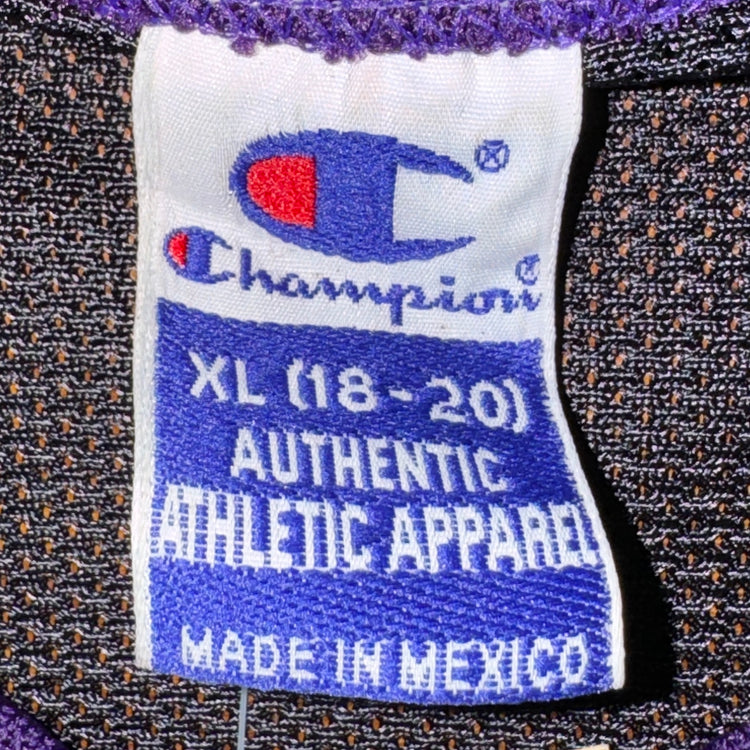 ®
Champion®
XL (18-20)
AUTHENTIC
ATHLETIC APPAREL
MADE IN MEXICO